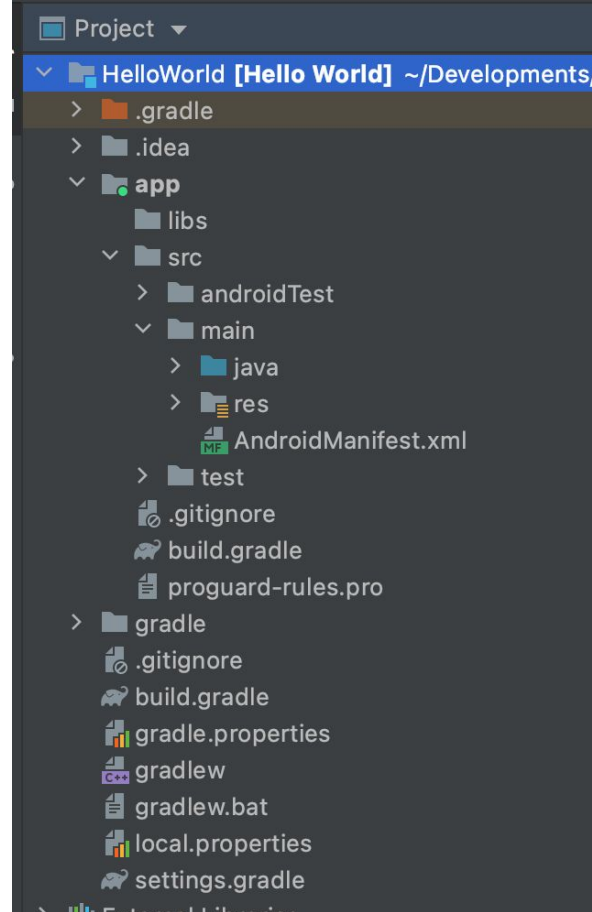 Project
HelloWorld [Hello World] ~/Developments/
.gradle
.idea
app
libs
src
androidTest
main
java
res
MF AndroidManifest.xml
test
.gitignore
build.gradle
proguard-rules.pro
gradle
.gitignore
build.gradle
gradle.properties
C++ gradlew
gradlew.bat
local.properties
settings.gradle